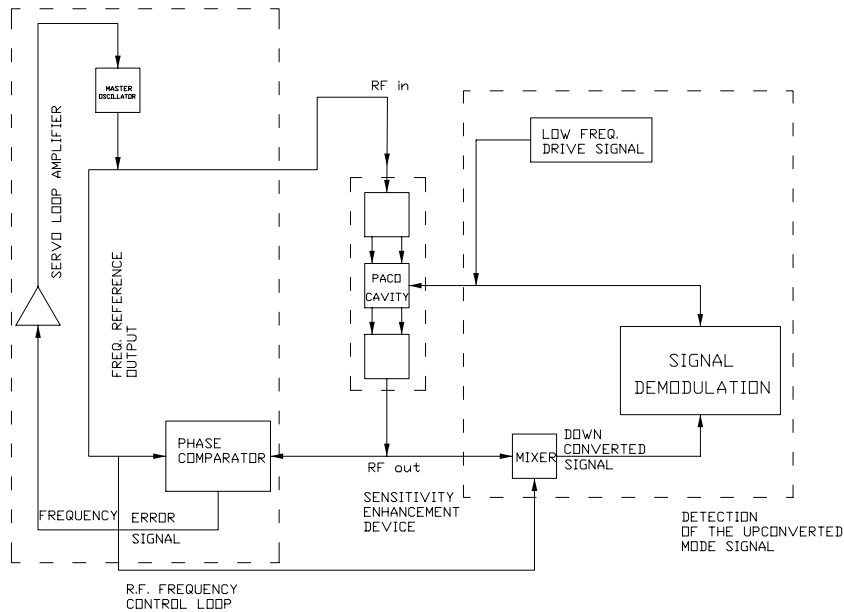 MASTER
OSCILLATOR
SERVO LOOP AMPLIFIER
FREQ. REFERENCE
OUTPUT
RF in
LOW FREQ.
DRIVE SIGNAL
PACO
CAVITY
SIGNAL
DEMODULATION
PHASE
COMPARATOR
RF out
MIXER
DOWN
CONVERTED
SIGNAL
SENSITIVITY
ENHANCEMENT
DEVICE
FREQUENCY ERROR
SIGNAL
DETECTION
OF THE UPCONVERTED
MODE SIGNAL
R.F. FREQUENCY
CONTROL LOOP